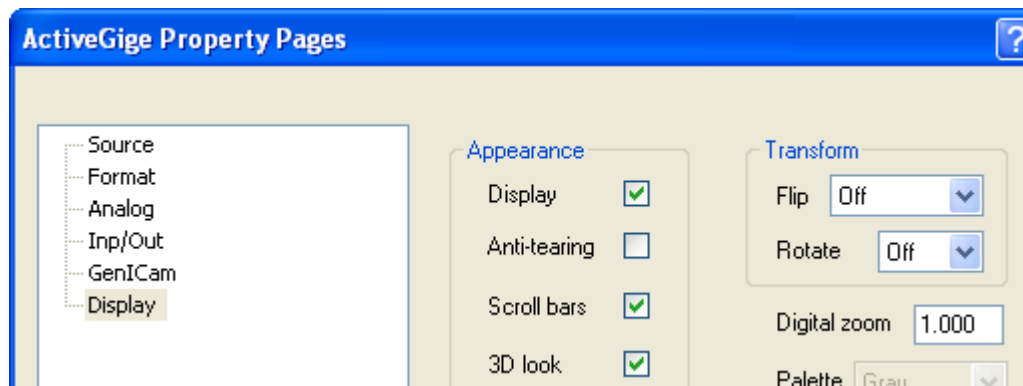 ActiveGige Property Pages
?
Source
Format
Analog
Inp/Out
GenICam
Display
Appearance
Display
Anti-tearing
Scroll bars
3D look
Transform
Flip Off
Rotate Off
Digital zoom 1.000
Palette Gray